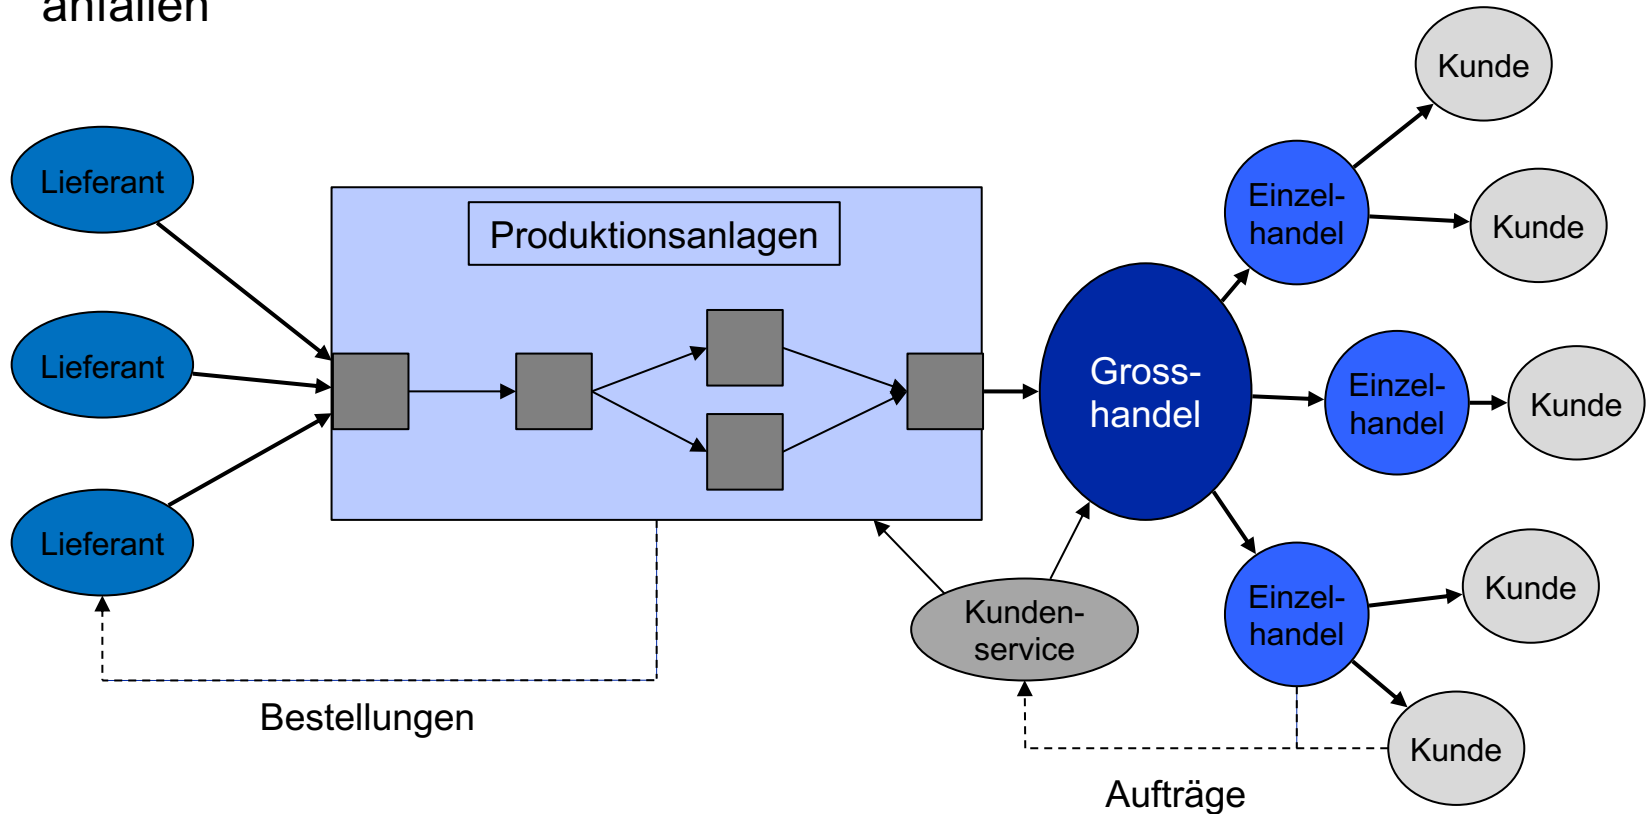 anfallen
Kunde
Lieferant
Produktionsanlagen
Einzel-
handel
Kunde
Lieferant
Gross-
handel
Einzel-
handel
Kunde
Lieferant
Kunden-
service
Einzel-
handel
Kunde
Bestellungen
Kunde
Aufträge